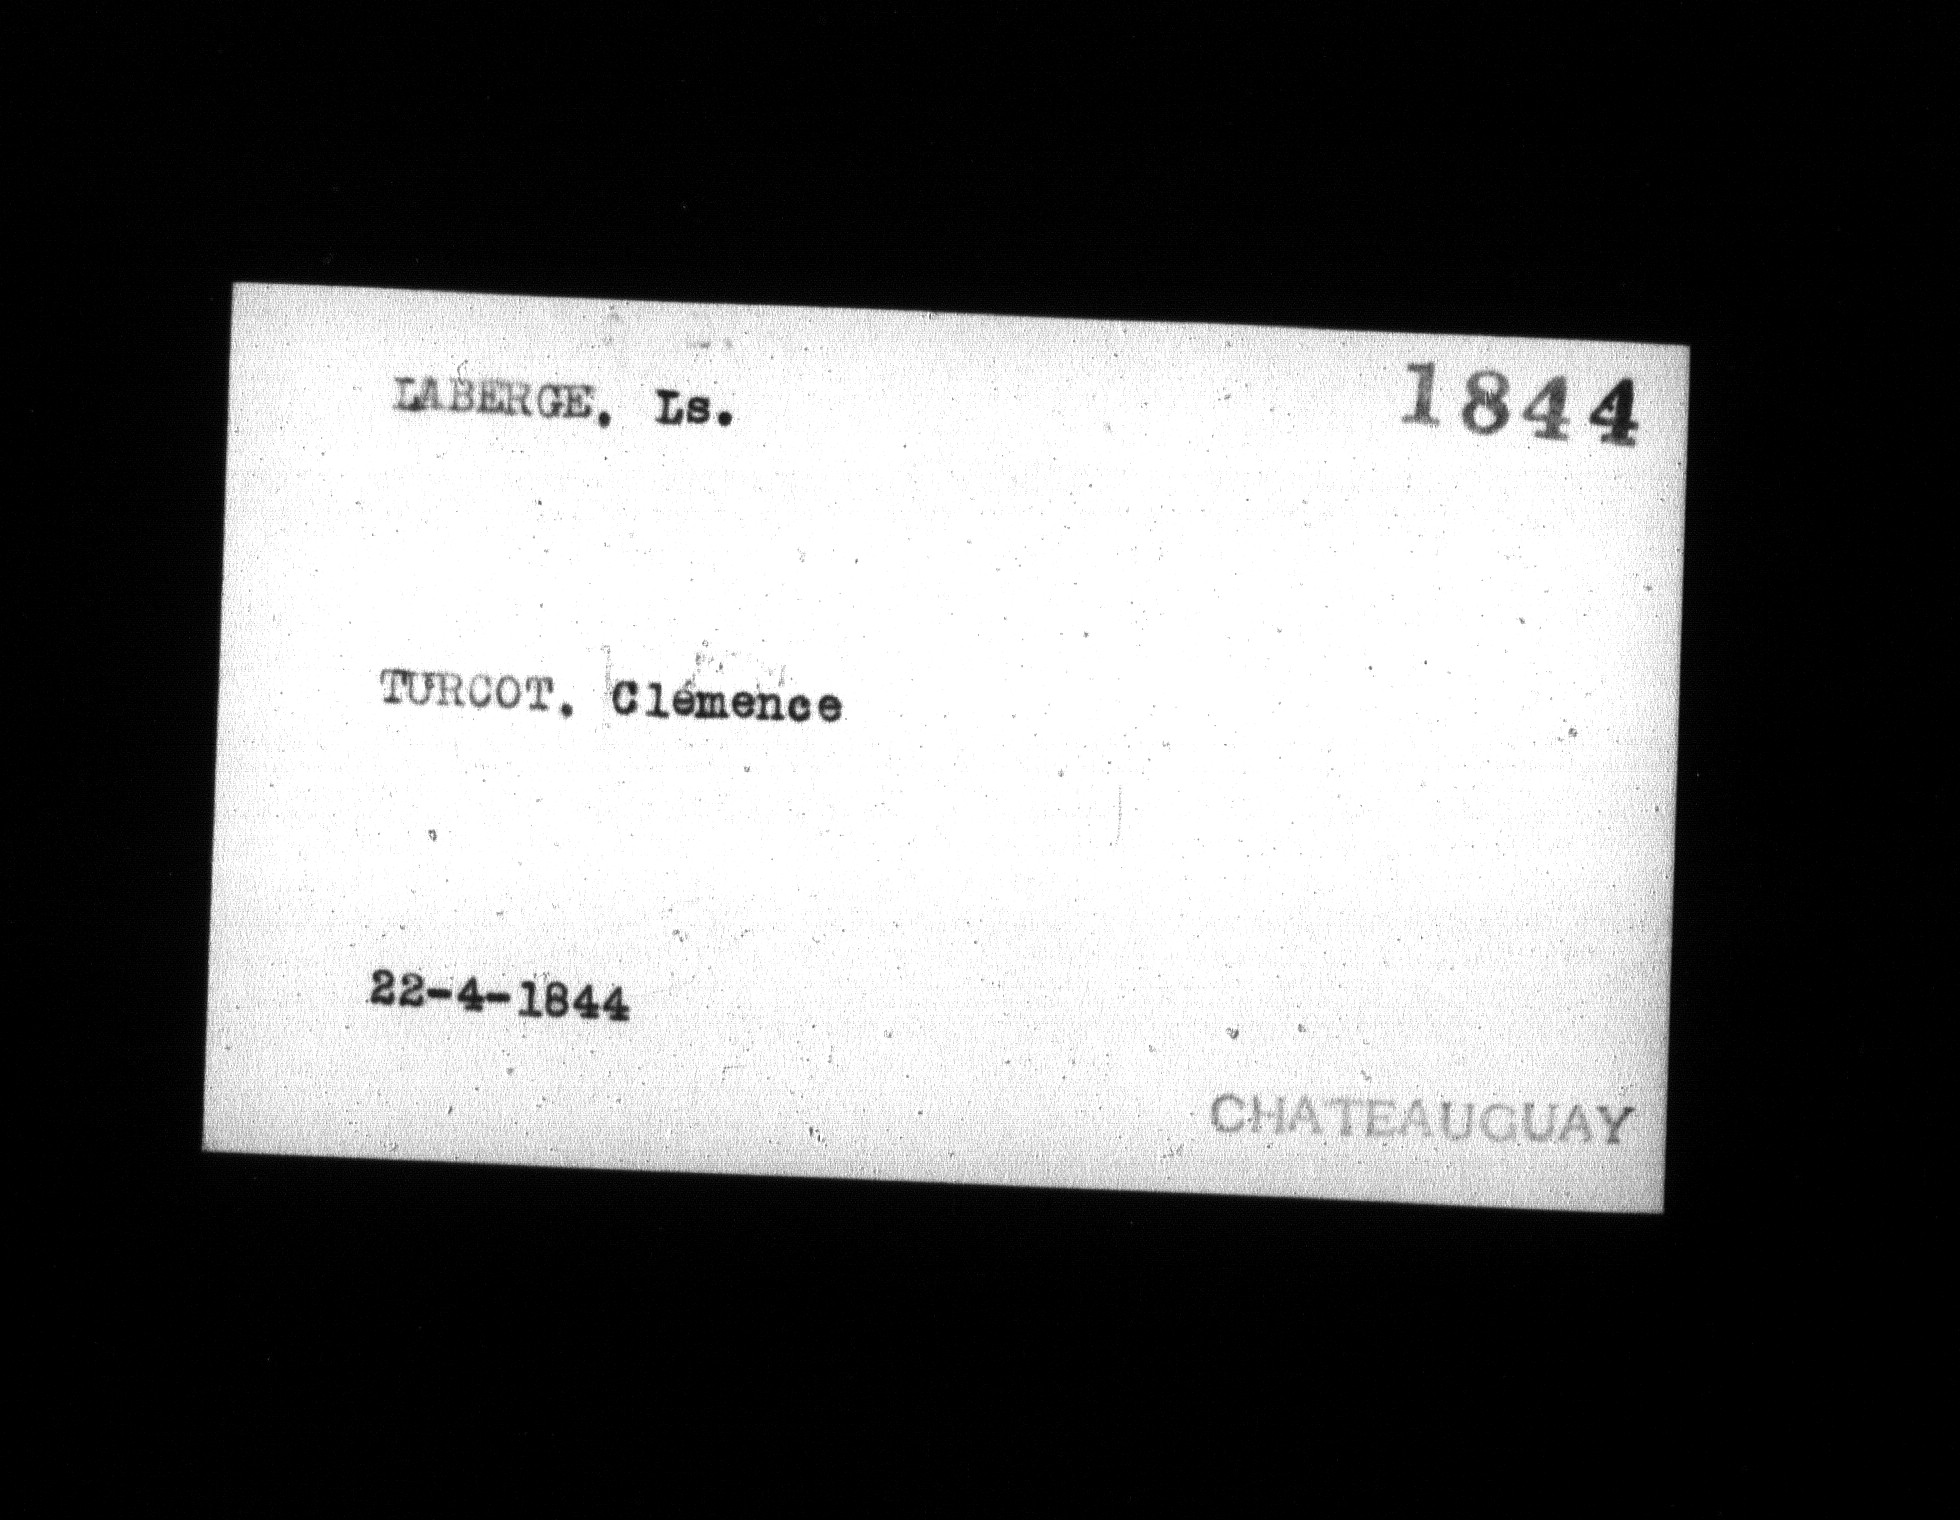 LABERGE, Ls.
1844
TURCOT, Clémence
22-4-1844
CHATEAUGUAY